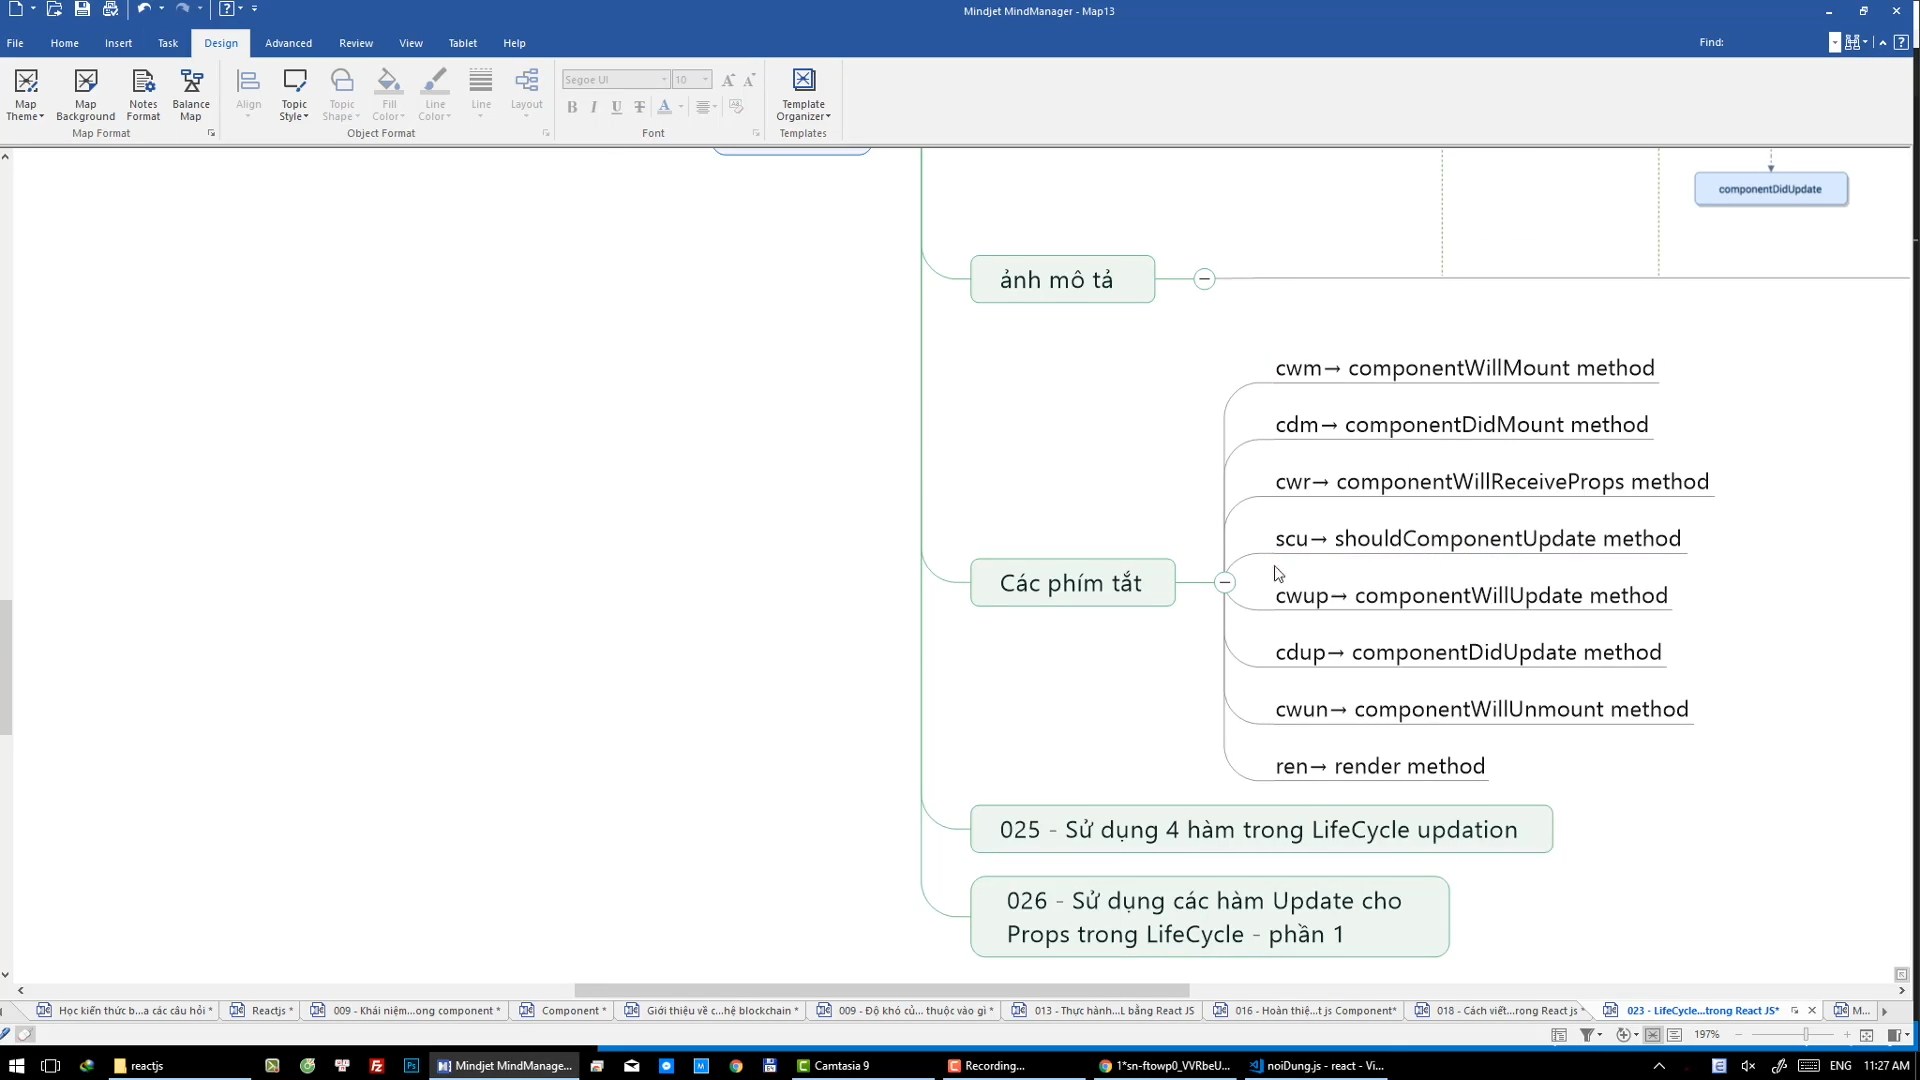 Mindjet MindManager - Map13
File Home Insert Task Design Advanced Review View Tablet Help Find:
Map Theme Map Background Notes Format Balance Map Align Topic Style Topic Shape Fill Color Line Color Line Layout Segoe UI 10 Template Organizer
B I U T A
Map Format Object Format Font Templates
componentDidUpdate
ảnh mô tả
cwm→ componentWillMount method
cdm→ componentDidMount method
cwr→ componentWillReceiveProps method
scu→ shouldComponentUpdate method
Các phím tắt
cwup→ componentWillUpdate method
cdup→ componentDidUpdate method
cwun→ componentWillUnmount method
ren→ render method
025 - Sử dụng 4 hàm trong LifeCycle updation
026 - Sử dụng các hàm Update cho
Props trong LifeCycle - phần 1
Học kiến thức b...a các câu hỏi * Reactjs * 009 - Khái niệm...ong component * Component * Giới thiệu về c...hệ blockchain * 009 - Độ khó củ... thuộc vào gì * 013 - Thực hành...L bằng React JS 016 - Hoàn thiệ...t js Component* 018 - Cách viết...rong React js * 023 - LifeCycle...trong React JS* M...
197%
reactjs Mindjet MindManage... Camtasia 9 Recording... 1*sn-ftowp0_VVRbeU... noiDung.js - react - Vi... ENG 11:27 AM